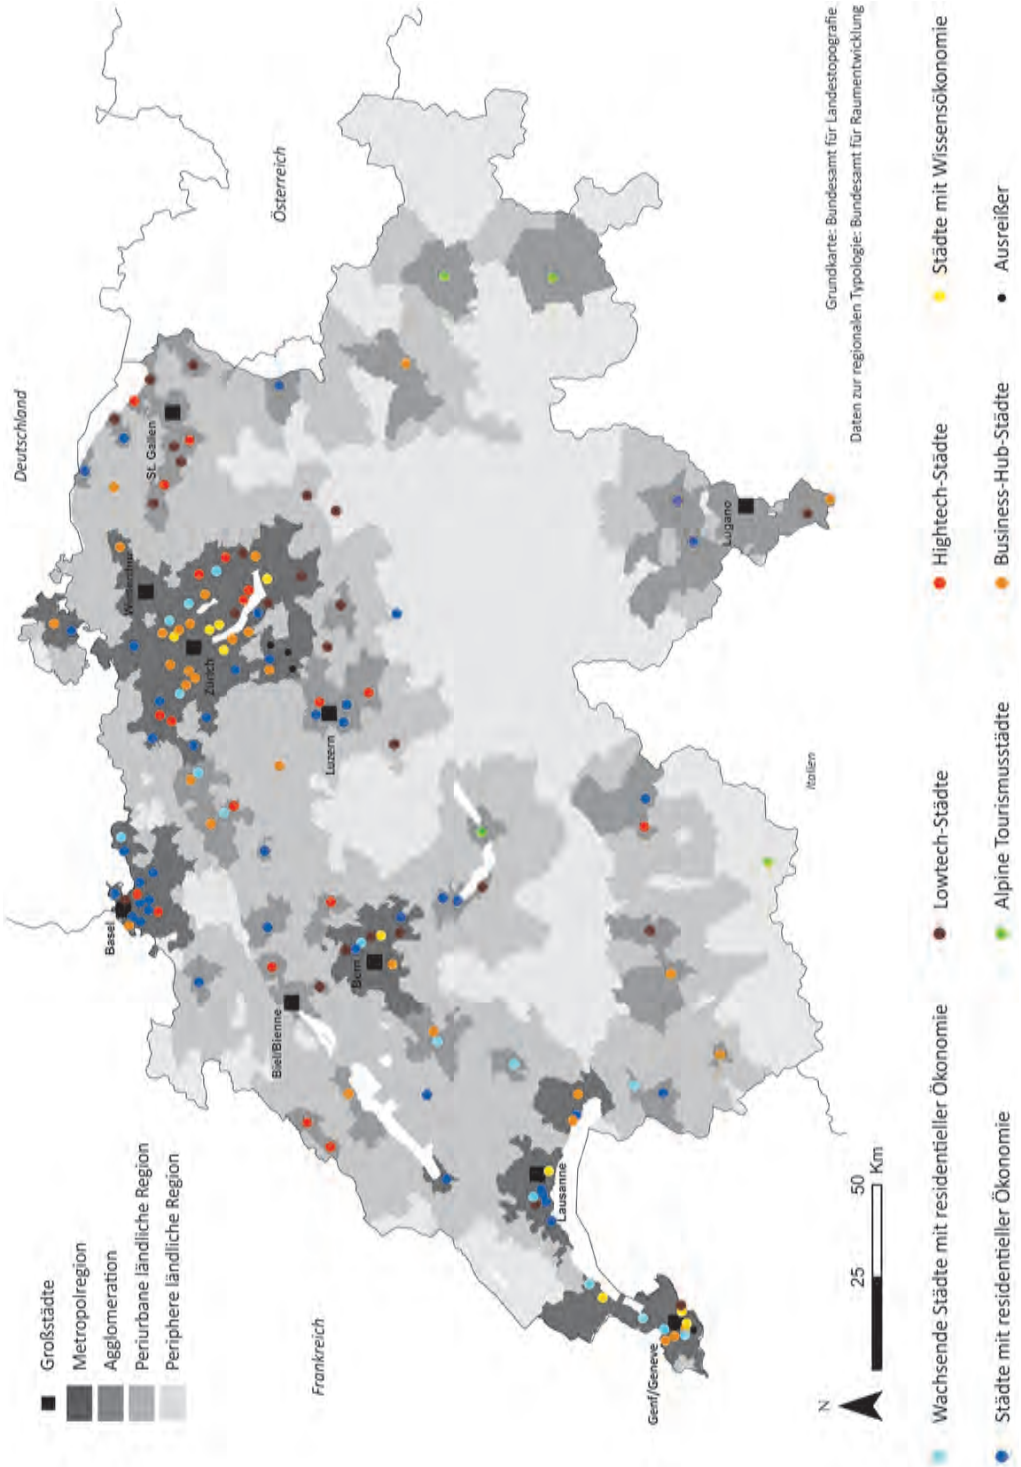 Großstädte
Metropolregion
Agglomeration
Periurbane ländliche Region
Periphere ländliche Region
Deutschland
Österreich
Frankreich
Italien
Basel
Winterthur
St. Gallen
Zürich
Luzern
Biel/Bienne
Bern
Lausanne
Genf/Geneve
Lugano
N
25
50
Km
Grundkarte: Bundesamt für Landestopografie
Daten zur regionalen Typologie: Bundesamt für Raumentwicklung
Wachsende Städte mit residentieller Ökonomie
Lowtech-Städte
Hightech-Städte
Städte mit Wissensökonomie
Städte mit residentieller Ökonomie
Alpine Tourismusstädte
Business-Hub-Städte
Ausreißer